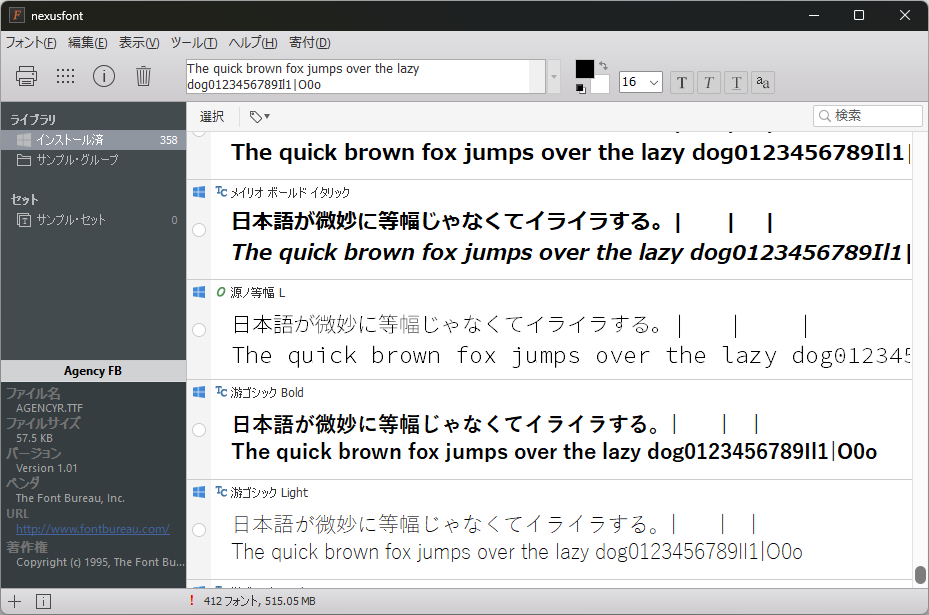 nexusfont
フォント(F) 編集(E) 表示(V) ツール(T) ヘルプ(H) 寄付(D)
The quick brown fox jumps over the lazy
dog0123456789Il1|O0o
16
T T T aa
ライブラリ
インストール済 358
サンプル・グループ
セット
サンプル・セット 0
Agency FB
ファイル名
AGENCYR.TTF
ファイルサイズ
57.5 KB
バージョン
Version 1.01
ベンダ
The Font Bureau, Inc.
URL
http://www.fontbureau.com/
著作権
Copyright (c) 1995, The Font Bu...
選択
検索
The quick brown fox jumps over the lazy dog0123456789Il1|
メイリオ ボールド イタリック
日本語が微妙に等幅じゃなくてイライラする。| | |
The quick brown fox jumps over the lazy dog0123456789Il1|
源ノ等幅 L
日本語が微妙に等幅じゃなくてイライラする。| | |
The quick brown fox jumps over the lazy dog012345
游ゴシック Bold
日本語が微妙に等幅じゃなくてイライラする。| | |
The quick brown fox jumps over the lazy dog0123456789Il1|O0o
游ゴシック Light
日本語が微妙に等幅じゃなくてイライラする。| | |
The quick brown fox jumps over the lazy dog0123456789Il1|O0o
! 412 フォント, 515.05 MB